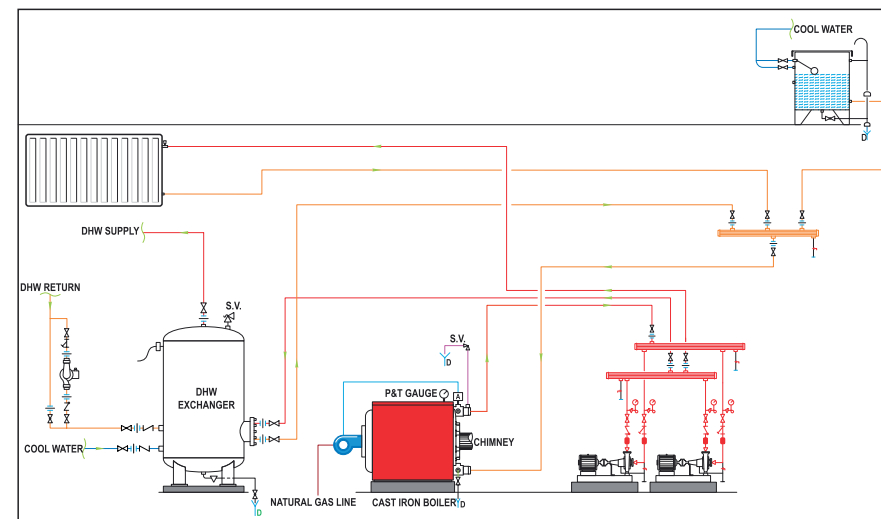 COOL WATER
D
DHW SUPPLY
DHW RETURN
S.V.
S.V.
D
P&T GAUGE
A
DHW
EXCHANGER
CHIMNEY
COOL WATER
NATURAL GAS LINE
CAST IRON BOILER
D
D